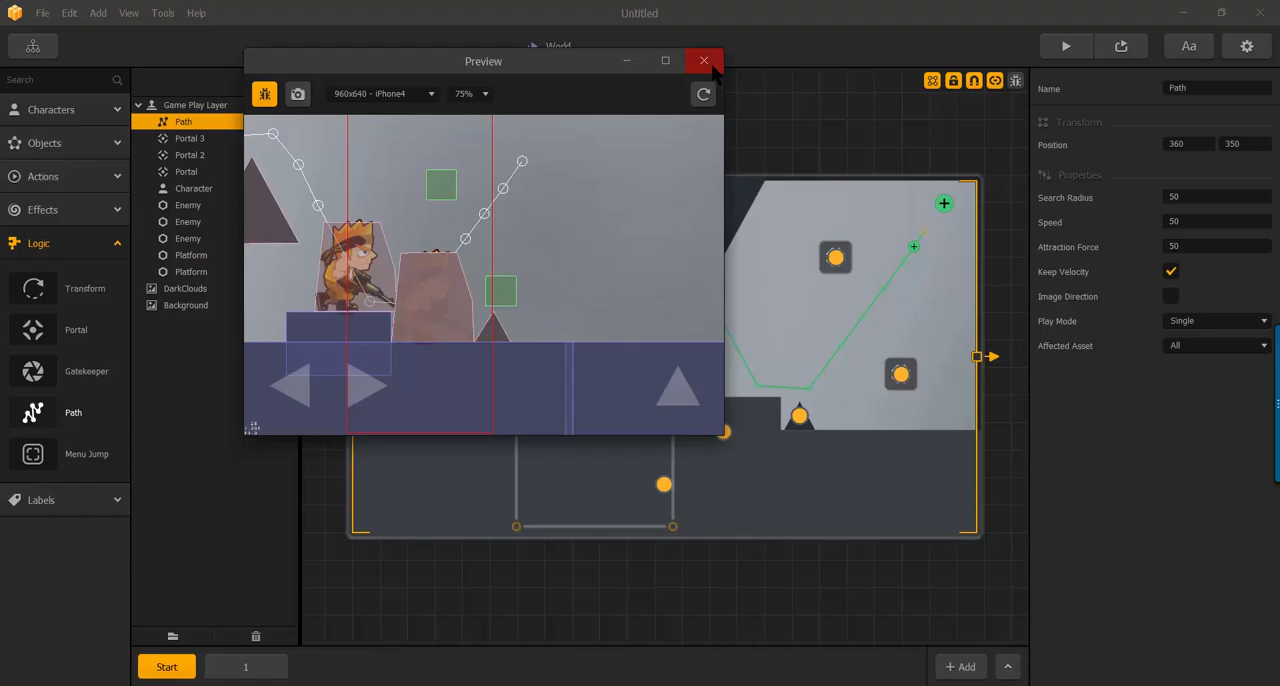 File Edit Add View Tools Help
Untitled
World
Aa
Preview
960x640 - iPhone4
75%
Search
Characters
Objects
Actions
Effects
Logic
Transform
Portal
Gatekeeper
Path
Menu Jump
Labels
Game Play Layer
Path
Portal 3
Portal 2
Portal
Character
Enemy
Enemy
Enemy
Platform
Platform
DarkClouds
Background
Name Path
Transform
Position 360 350
Properties
Search Radius 50
Speed 50
Attraction Force 50
Keep Velocity
Image Direction
Play Mode Single
Affected Asset All
Start
1
+ Add